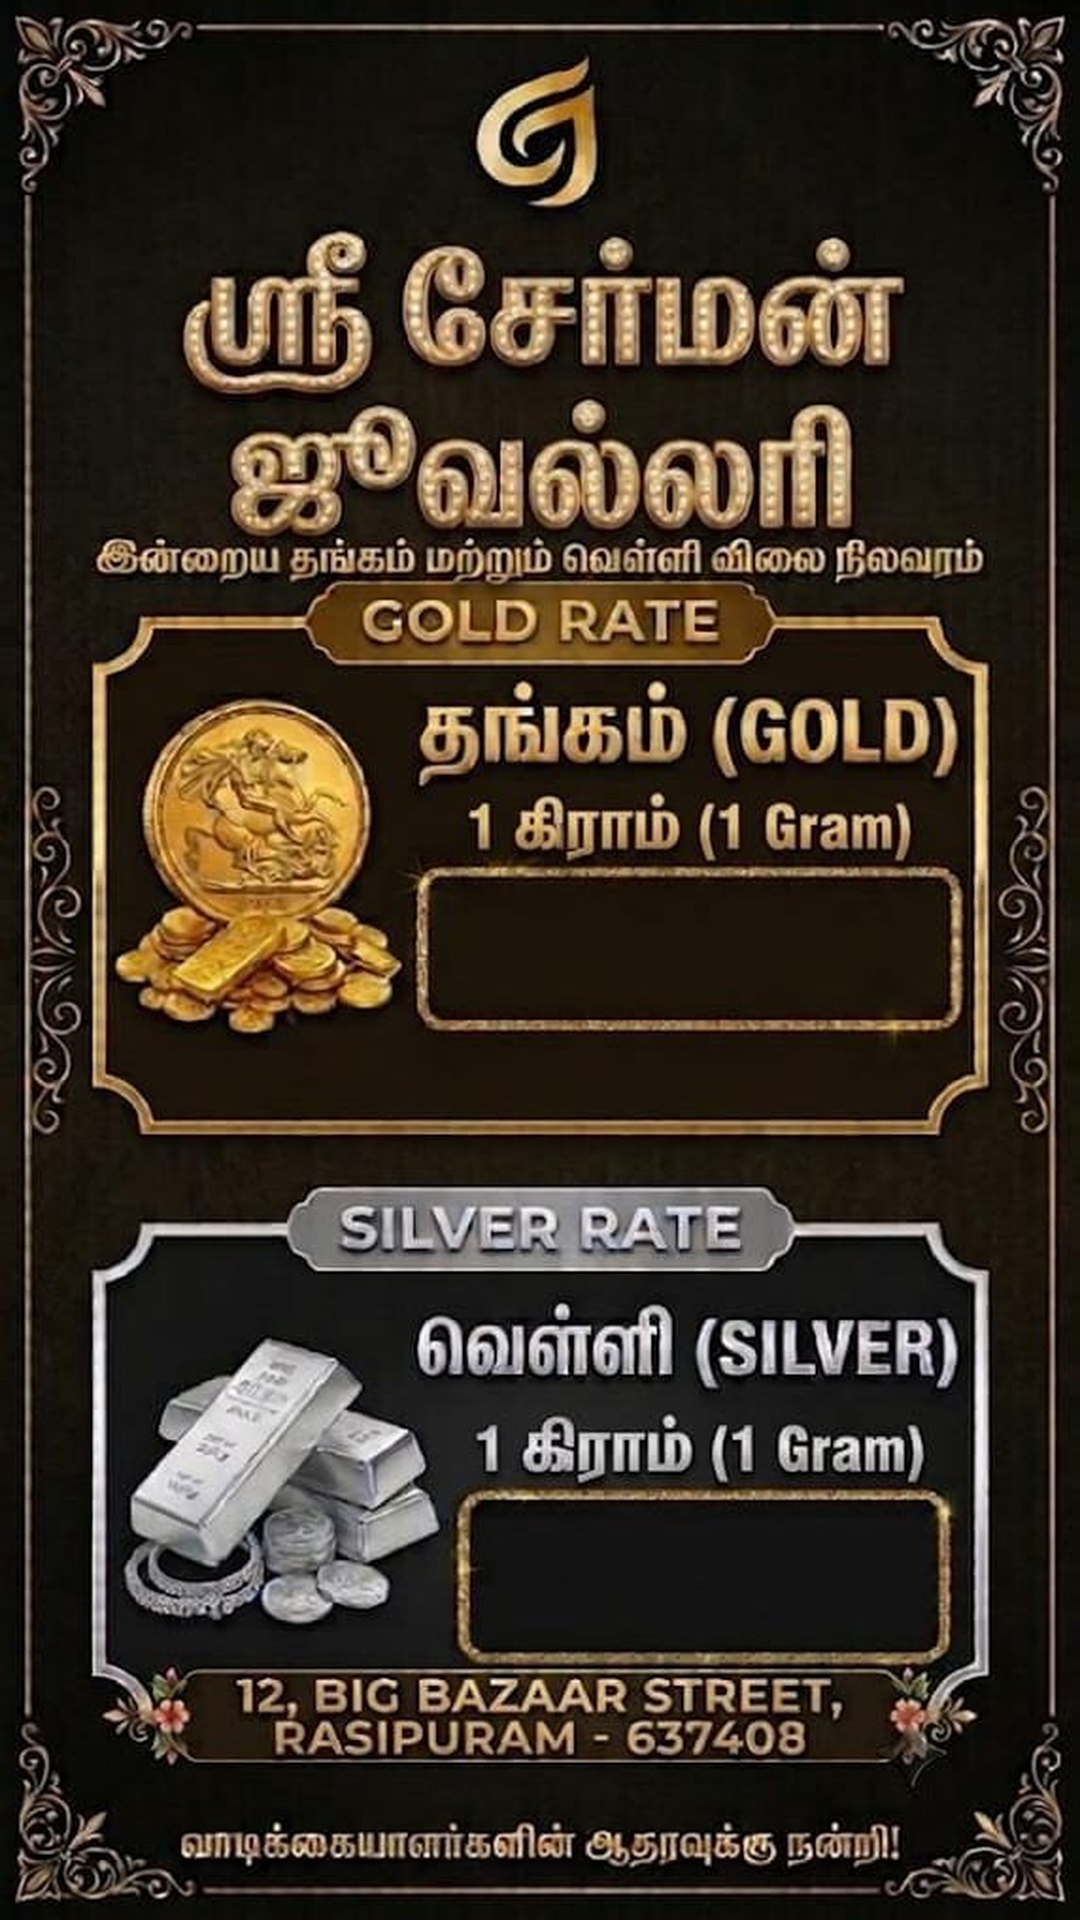 ஸ்ரீ சேர்மன்
ஜுவல்லரி
இன்றைய தங்கம் மற்றும் வெள்ளி விலை நிலவரம்
GOLD RATE
தங்கம் (GOLD)
1 கிராம் (1 Gram)
SILVER RATE
வெள்ளி (SILVER)
1 கிராம் (1 Gram)
12, BIG BAZAAR STREET,
RASIPURAM - 637408
வாடிக்கையாளர்களின் ஆதரவுக்கு நன்றி!